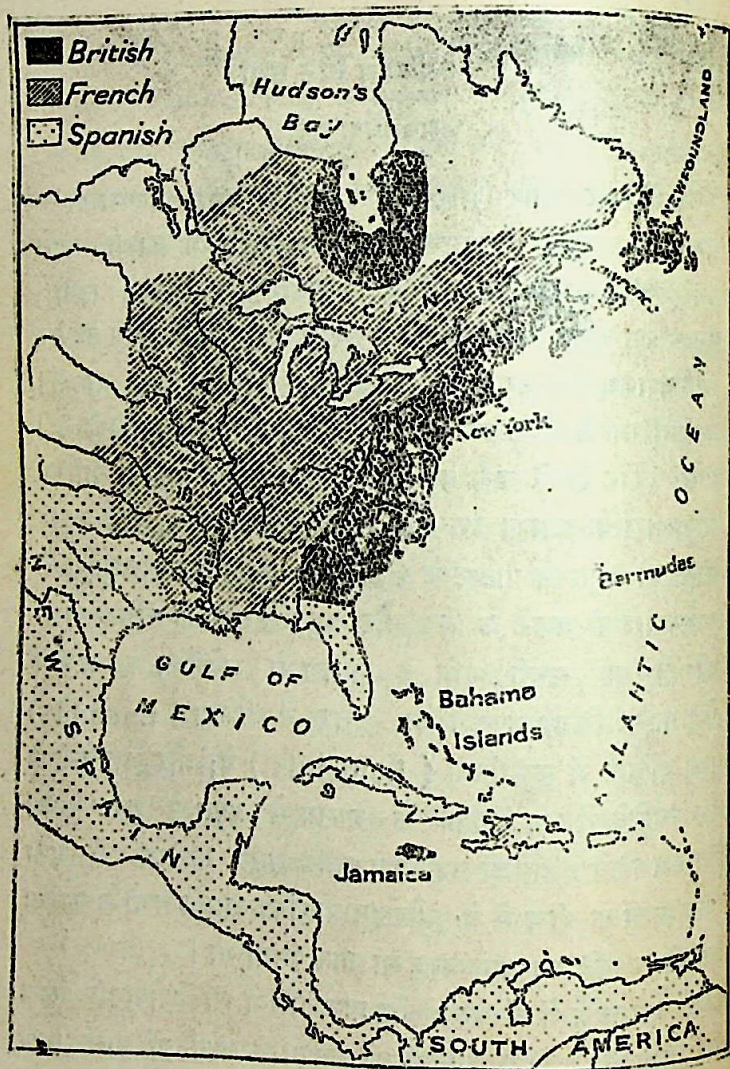 British
French
Spanish
Hudson's
Bay
NEWFOUNDLAND
New York
OCEAN
Bermudas
ATLANTIC
GULF OF
MEXICO
NEW
SPAIN
Bahama
Islands
Jamaica
SOUTH AMERICA